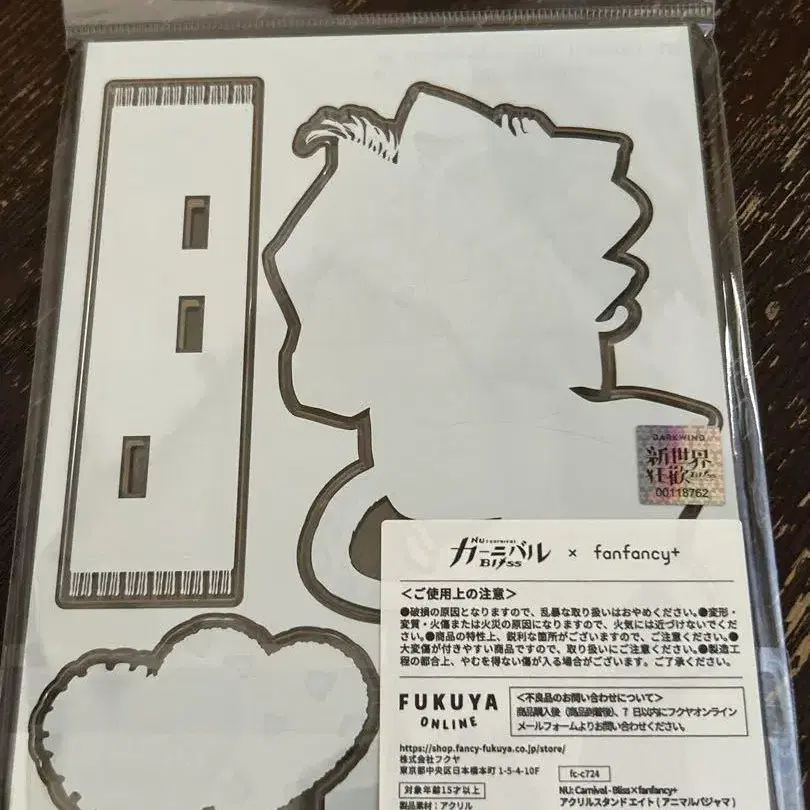 DARKWIND
新世界
狂歡 Bliss
00118762
NU: carnival
カーニバル
Bliss
× fanfancy+
＜ご使用上の注意＞
●破損の原因となりますので、乱暴な取り扱いはおやめください。●変形・
変質・火傷または火災の原因になりますので、火気には近づけないでくだ
さい。●商品の特性上、鋭利な箇所がございますので、ご注意ください。●
大変傷が付きやすい商品ですので、取り扱いにご注意ください。●製造工
程の都合上、やむを得ない傷が入る場合がございます。ご了承ください。
FUKUYA
ONLINE
＜不良品のお問い合わせについて＞
商品購入後（商品到着後）、7 日以内にフクヤオンライン
メールフォームよりお問い合わせください。
https://shop.fancy-fukuya.co.jp/store/
株式会社フクヤ
東京都中央区日本橋本町 1-5-4-10F
対象年齢15才以上
製品素材：アクリル
fc-c724
NU: Carnival - Bliss×fanfancy+
アクリルスタンド エイト ( アニマルパジャマ )